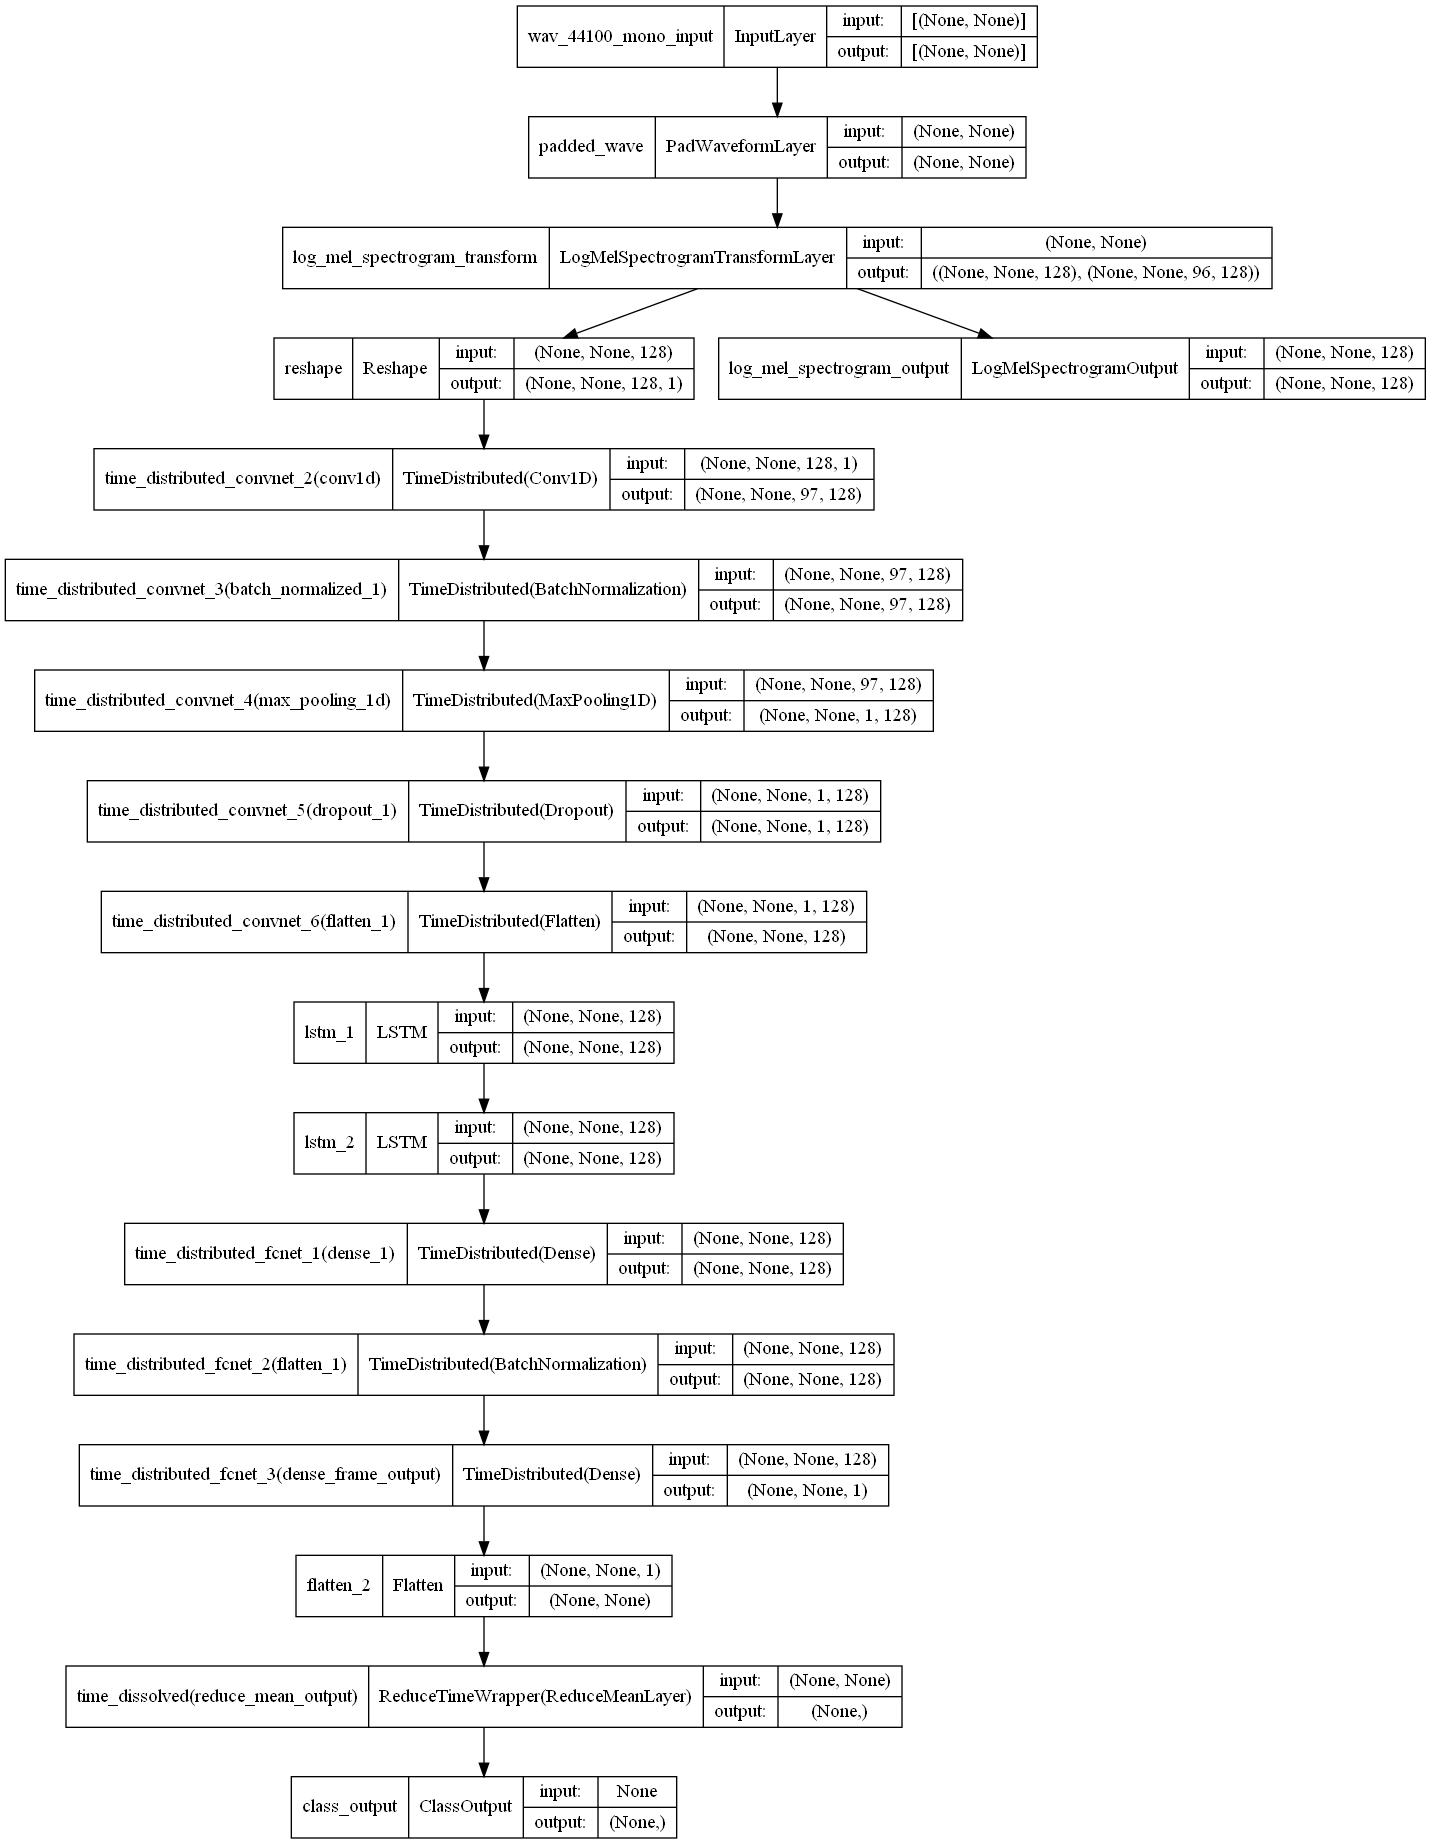 wav_44100_mono_input InputLayer input: [(None, None)]
output: [(None, None)]
padded_wave PadWaveformLayer input: (None, None)
output: (None, None)
log_mel_spectrogram_transform LogMelSpectrogramTransformLayer input: (None, None)
output: ((None, None, 128), (None, None, 96, 128))
reshape Reshape input: (None, None, 128)
output: (None, None, 128, 1)
log_mel_spectrogram_output LogMelSpectrogramOutput input: (None, None, 128)
output: (None, None, 128)
time_distributed_convnet_2(conv1d) TimeDistributed(Conv1D) input: (None, None, 128, 1)
output: (None, None, 97, 128)
time_distributed_convnet_3(batch_normalized_1) TimeDistributed(BatchNormalization) input: (None, None, 97, 128)
output: (None, None, 97, 128)
time_distributed_convnet_4(max_pooling_1d) TimeDistributed(MaxPooling1D) input: (None, None, 97, 128)
output: (None, None, 1, 128)
time_distributed_convnet_5(dropout_1) TimeDistributed(Dropout) input: (None, None, 1, 128)
output: (None, None, 1, 128)
time_distributed_convnet_6(flatten_1) TimeDistributed(Flatten) input: (None, None, 1, 128)
output: (None, None, 128)
lstm_1 LSTM input: (None, None, 128)
output: (None, None, 128)
lstm_2 LSTM input: (None, None, 128)
output: (None, None, 128)
time_distributed_fcnet_1(dense_1) TimeDistributed(Dense) input: (None, None, 128)
output: (None, None, 128)
time_distributed_fcnet_2(flatten_1) TimeDistributed(BatchNormalization) input: (None, None, 128)
output: (None, None, 128)
time_distributed_fcnet_3(dense_frame_output) TimeDistributed(Dense) input: (None, None, 128)
output: (None, None, 1)
flatten_2 Flatten input: (None, None, 1)
output: (None, None)
time_dissolved(reduce_mean_output) ReduceTimeWrapper(ReduceMeanLayer) input: (None, None)
output: (None,)
class_output ClassOutput input: None
output: (None,)